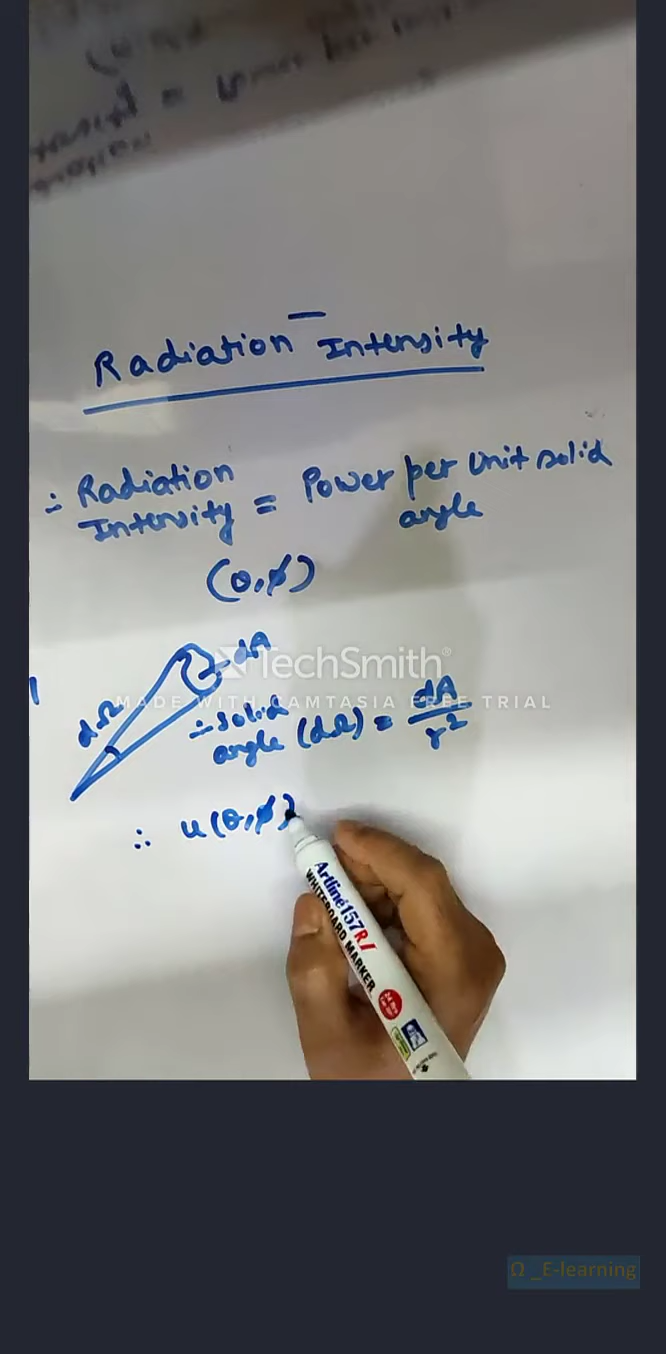 Radiation Intensity
∴ Radiation Intensity = Power per unit solid angle
(θ,ϕ)
dA
TechSmith®
MADE WITH CAMTASIA FREE TRIAL
dΩ
∴ solid angle (dΩ) = dA/r²
∴ u(θ,ϕ)
Artline 157R
WHITEBOARD MARKER
Ω _E-learning